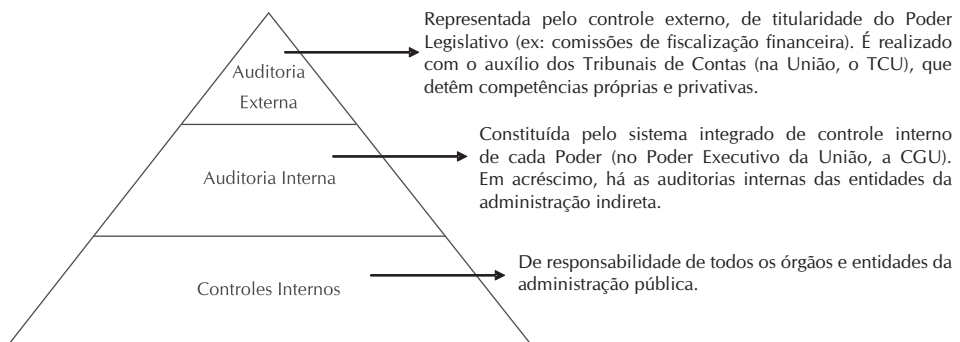 Representada pelo controle externo, de titularidade do Poder
Legislativo (ex: comissões de fiscalização financeira). É realizado
com o auxílio dos Tribunais de Contas (na União, o TCU), que
detêm competências próprias e privativas.
Auditoria
Externa
Constituída pelo sistema integrado de controle interno
de cada Poder (no Poder Executivo da União, a CGU).
Em acréscimo, há as auditorias internas das entidades da
administração indireta.
Auditoria Interna
De responsabilidade de todos os órgãos e entidades da
administração pública.
Controles Internos